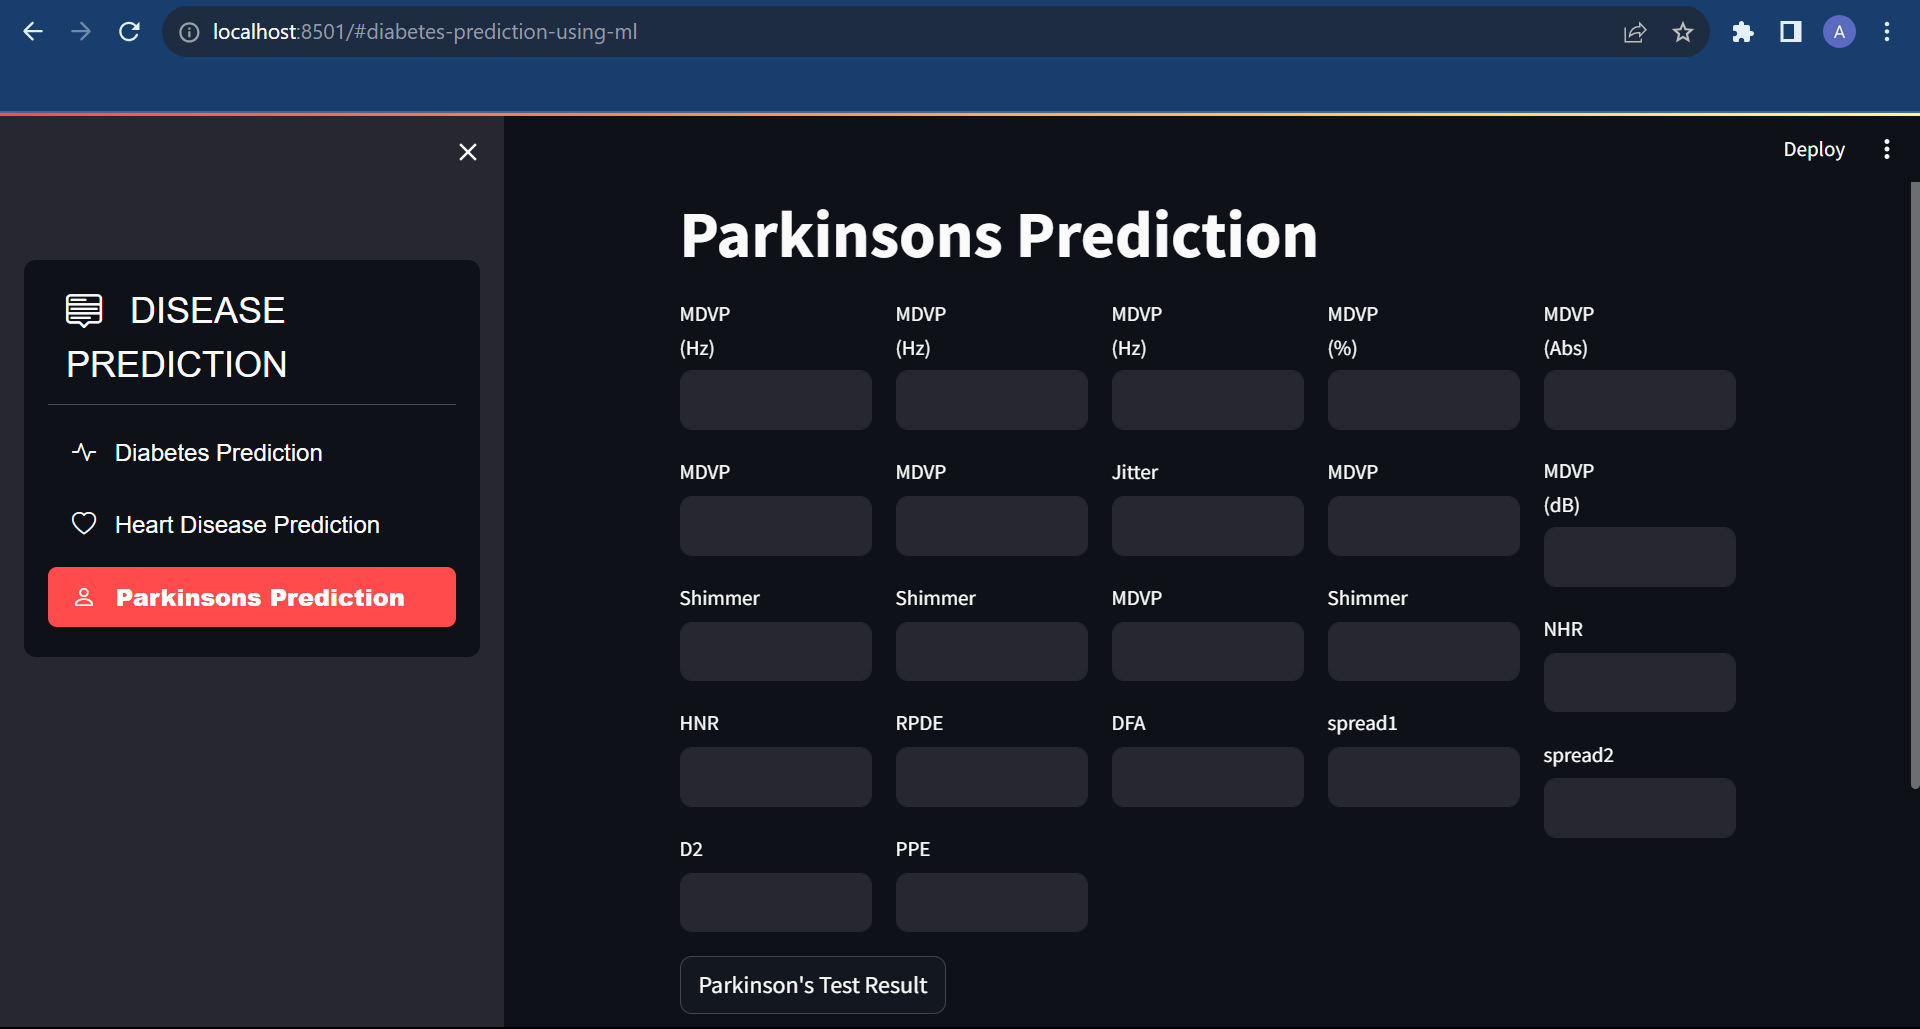 localhost:8501/#diabetes-prediction-using-ml
A
Deploy
DISEASE
PREDICTION
Diabetes Prediction
Heart Disease Prediction
Parkinsons Prediction
Parkinsons Prediction
MDVP
(Hz)
MDVP
(Hz)
MDVP
(Hz)
MDVP
(%)
MDVP
(Abs)
MDVP
MDVP
Jitter
MDVP
MDVP
(dB)
Shimmer
Shimmer
MDVP
Shimmer
NHR
HNR
RPDE
DFA
spread1
spread2
D2
PPE
Parkinson's Test Result